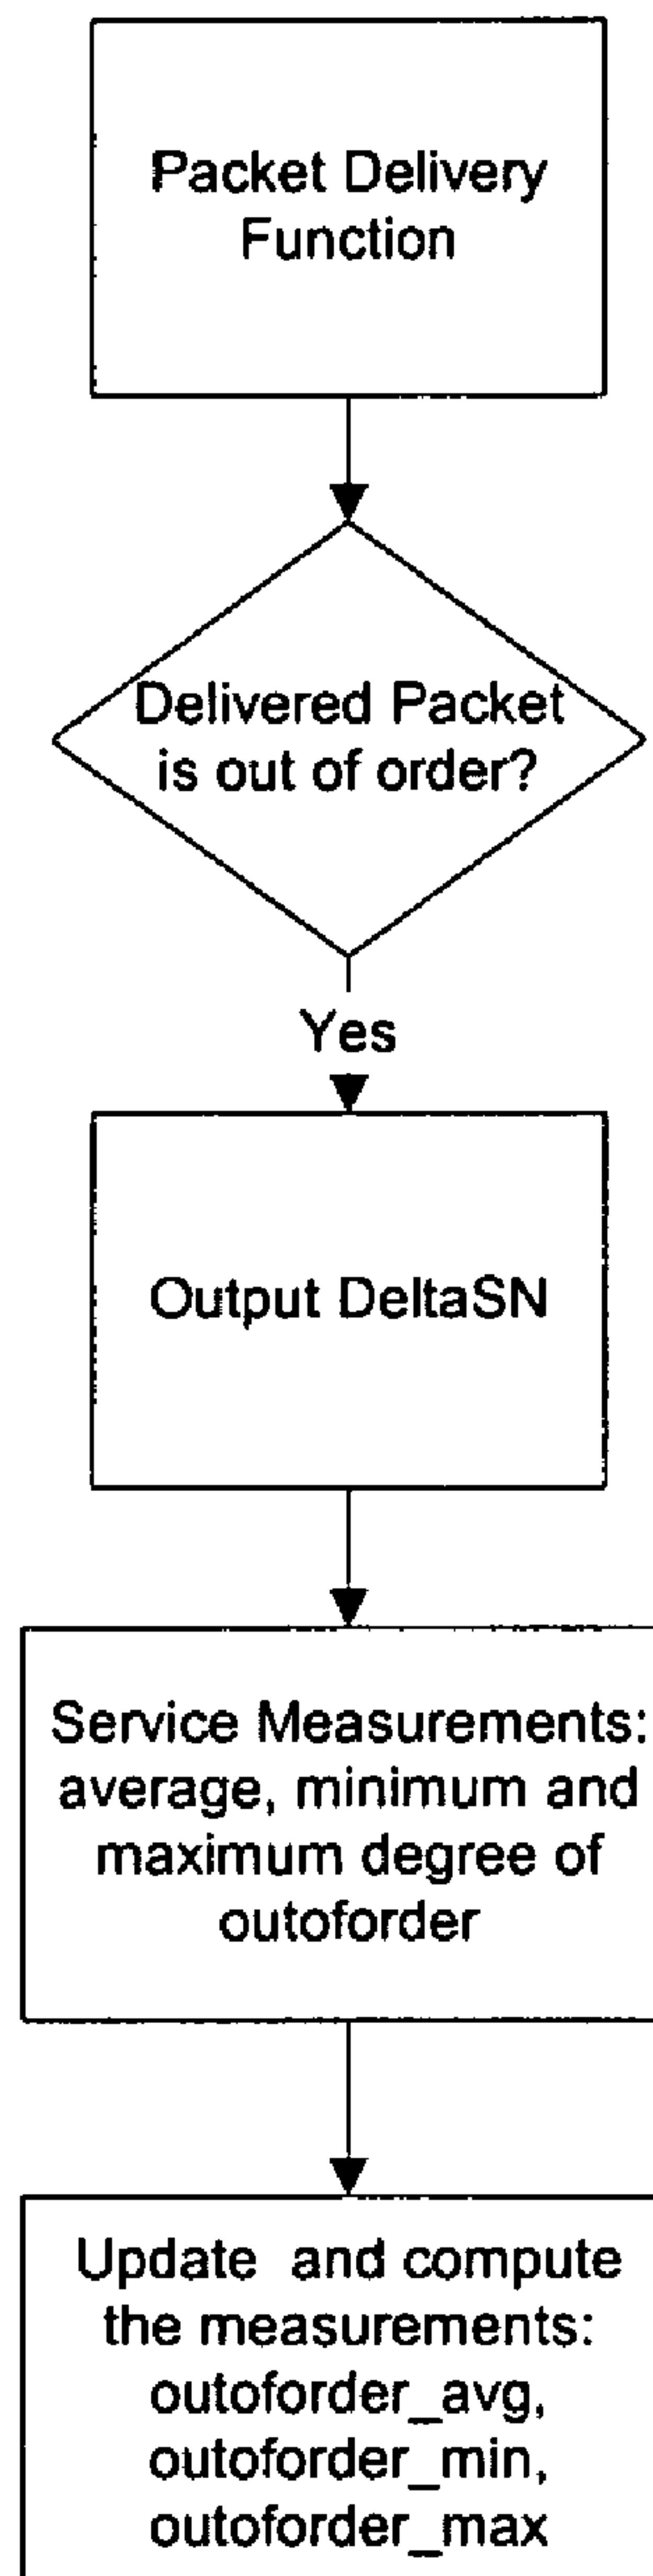 Packet Delivery
Function
Delivered Packet
is out of order?
Yes
Output DeltaSN
Service Measurements:
average, minimum and
maximum degree of
outoforder
Update and compute
the measurements:
outoforder_avg,
outoforder_min,
outoforder_max